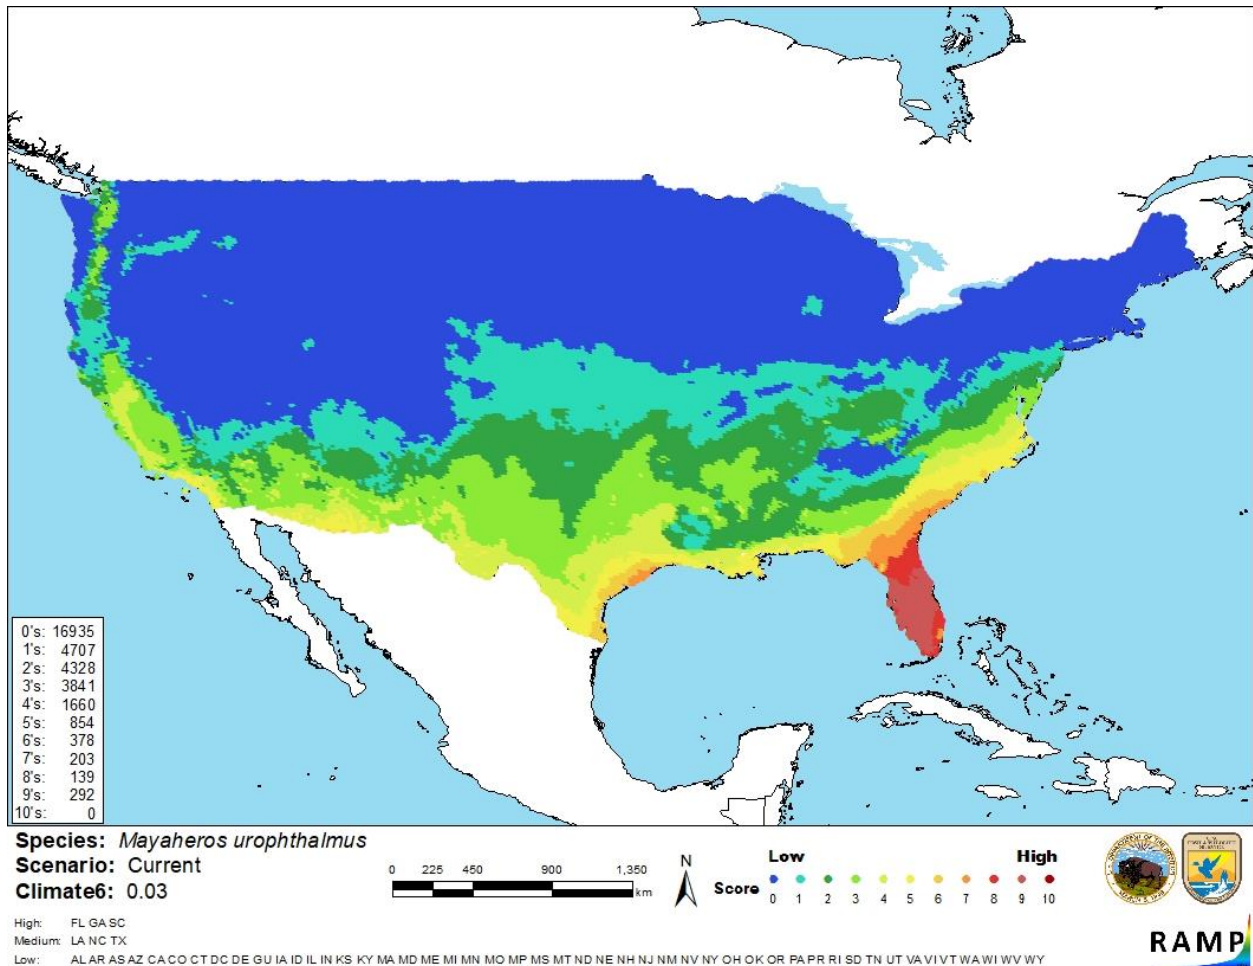 0's: 16935
1's: 4707
2's: 4328
3's: 3841
4's: 1660
5's: 854
6's: 378
7's: 203
8's: 139
9's: 292
10's: 0
Species: Mayaheros urophthalmus
Scenario: Current
Climate6: 0.03
0 225 450 900 1,350
km
N
Low High
Score 0 1 2 3 4 5 6 7 8 9 10
High: FL GA SC
Medium: LA NC TX
Low: AL AR AS AZ CA CO CT DC DE GU IA ID IL IN KS KY MA MD ME MI MN MO MP MS MT ND NE NH NJ NM NV NY OH OK OR PA PR RI SD TN UT VA VI VT WA WI WV WY
RAMP